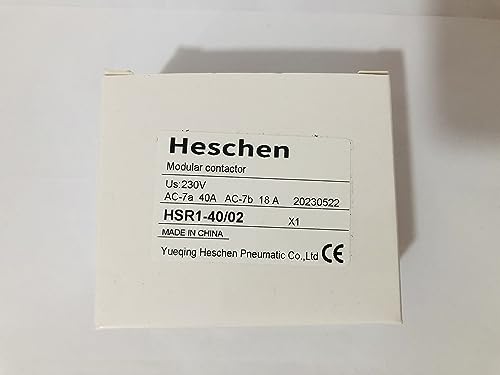 Heschen
Modular contactor
Us:230V
AC-7a 40A AC-7b 18A 20230522
HSR1-40/02 X1
MADE IN CHINA
Yueqing Heschen Pneumatic Co.,Ltd CE